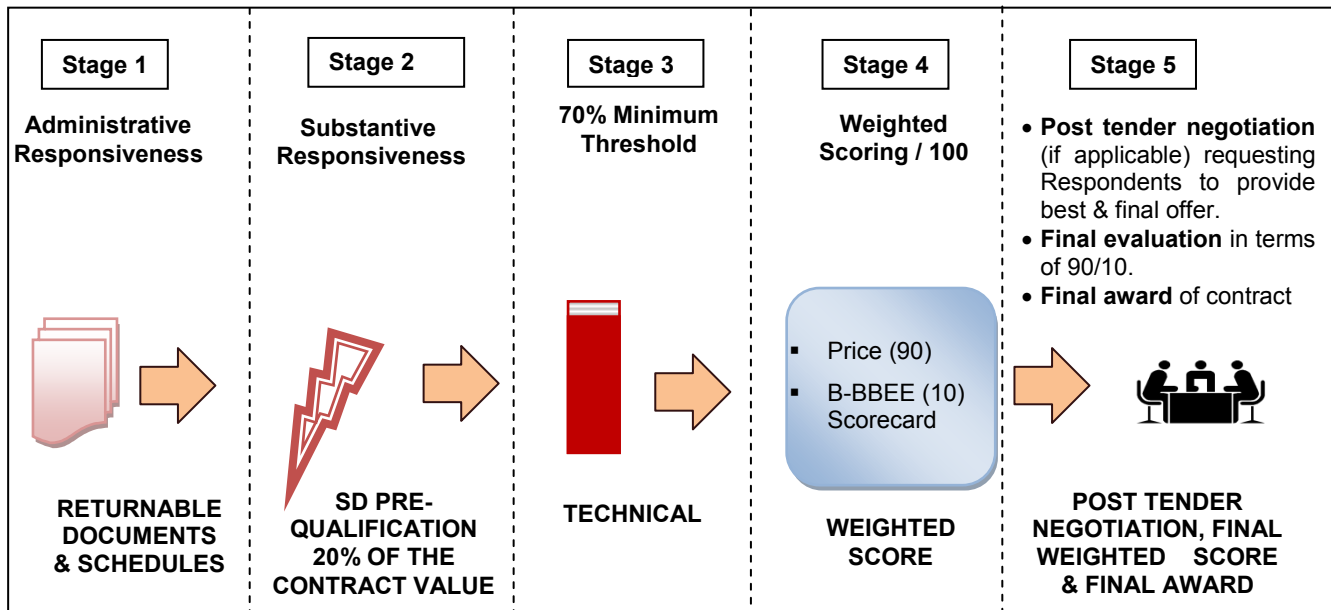 Stage 1
Administrative
Responsiveness
RETURNABLE
DOCUMENTS
& SCHEDULES
Stage 2
Substantive
Responsiveness
SD PRE-
QUALIFICATION
20% OF THE
CONTRACT VALUE
Stage 3
70% Minimum
Threshold
TECHNICAL
Stage 4
Weighted
Scoring / 100
▪ Price (90)
▪ B-BBEE (10)
Scorecard
WEIGHTED
SCORE
Stage 5
• Post tender negotiation
(if applicable) requesting
Respondents to provide
best & final offer.
• Final evaluation in terms
of 90/10.
• Final award of contract
POST TENDER
NEGOTIATION, FINAL
WEIGHTED SCORE
& FINAL AWARD